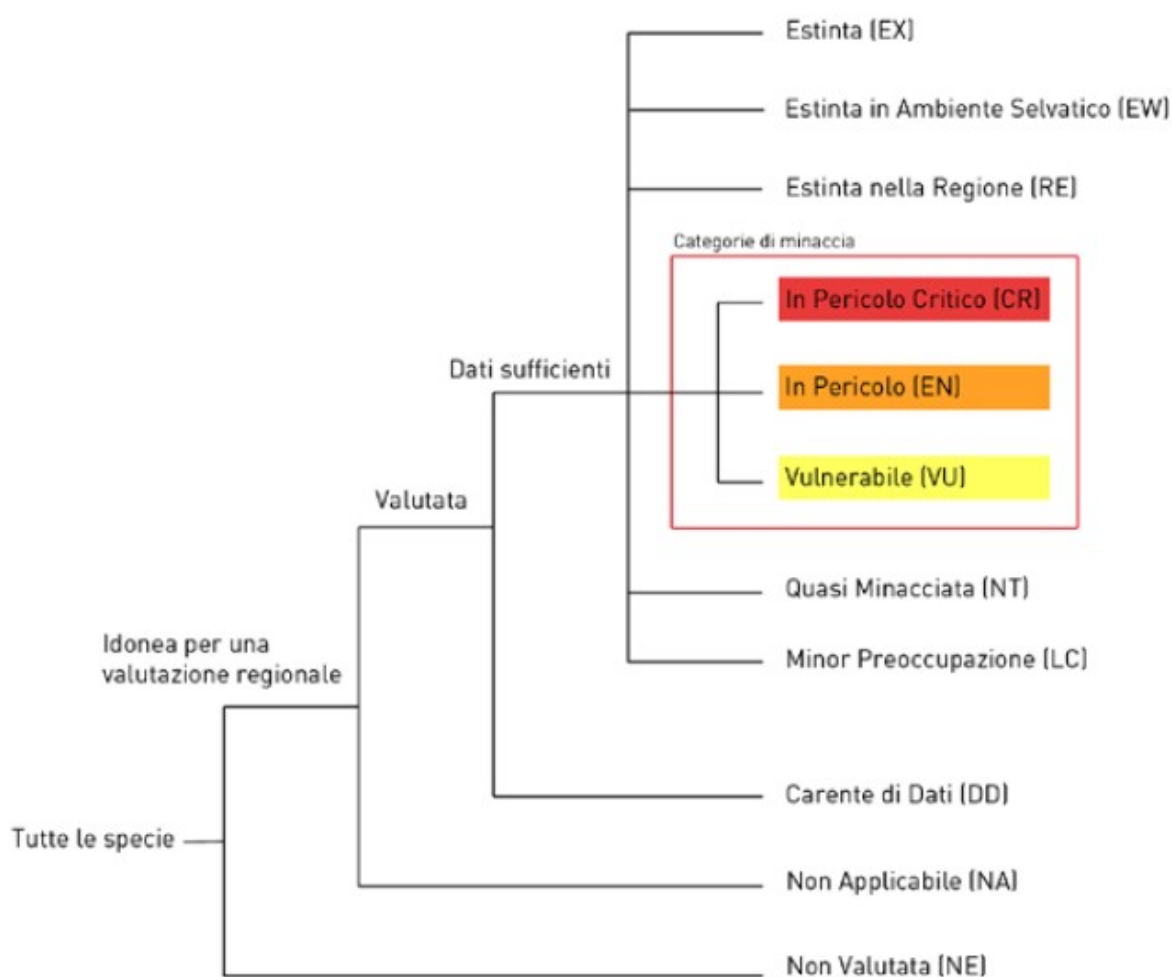 Estinta (EX)
Estinta in Ambiente Selvatico (EW)
Estinta nella Regione (RE)
Categorie di minaccia
In Pericolo Critico (CR)
Dati sufficienti
In Pericolo (EN)
Vulnerabile (VU)
Valutata
Quasi Minacciata (NT)
Idonea per una
valutazione regionale
Minor Preoccupazione (LC)
Carente di Dati (DD)
Tutte le specie
Non Applicabile (NA)
Non Valutata (NE)